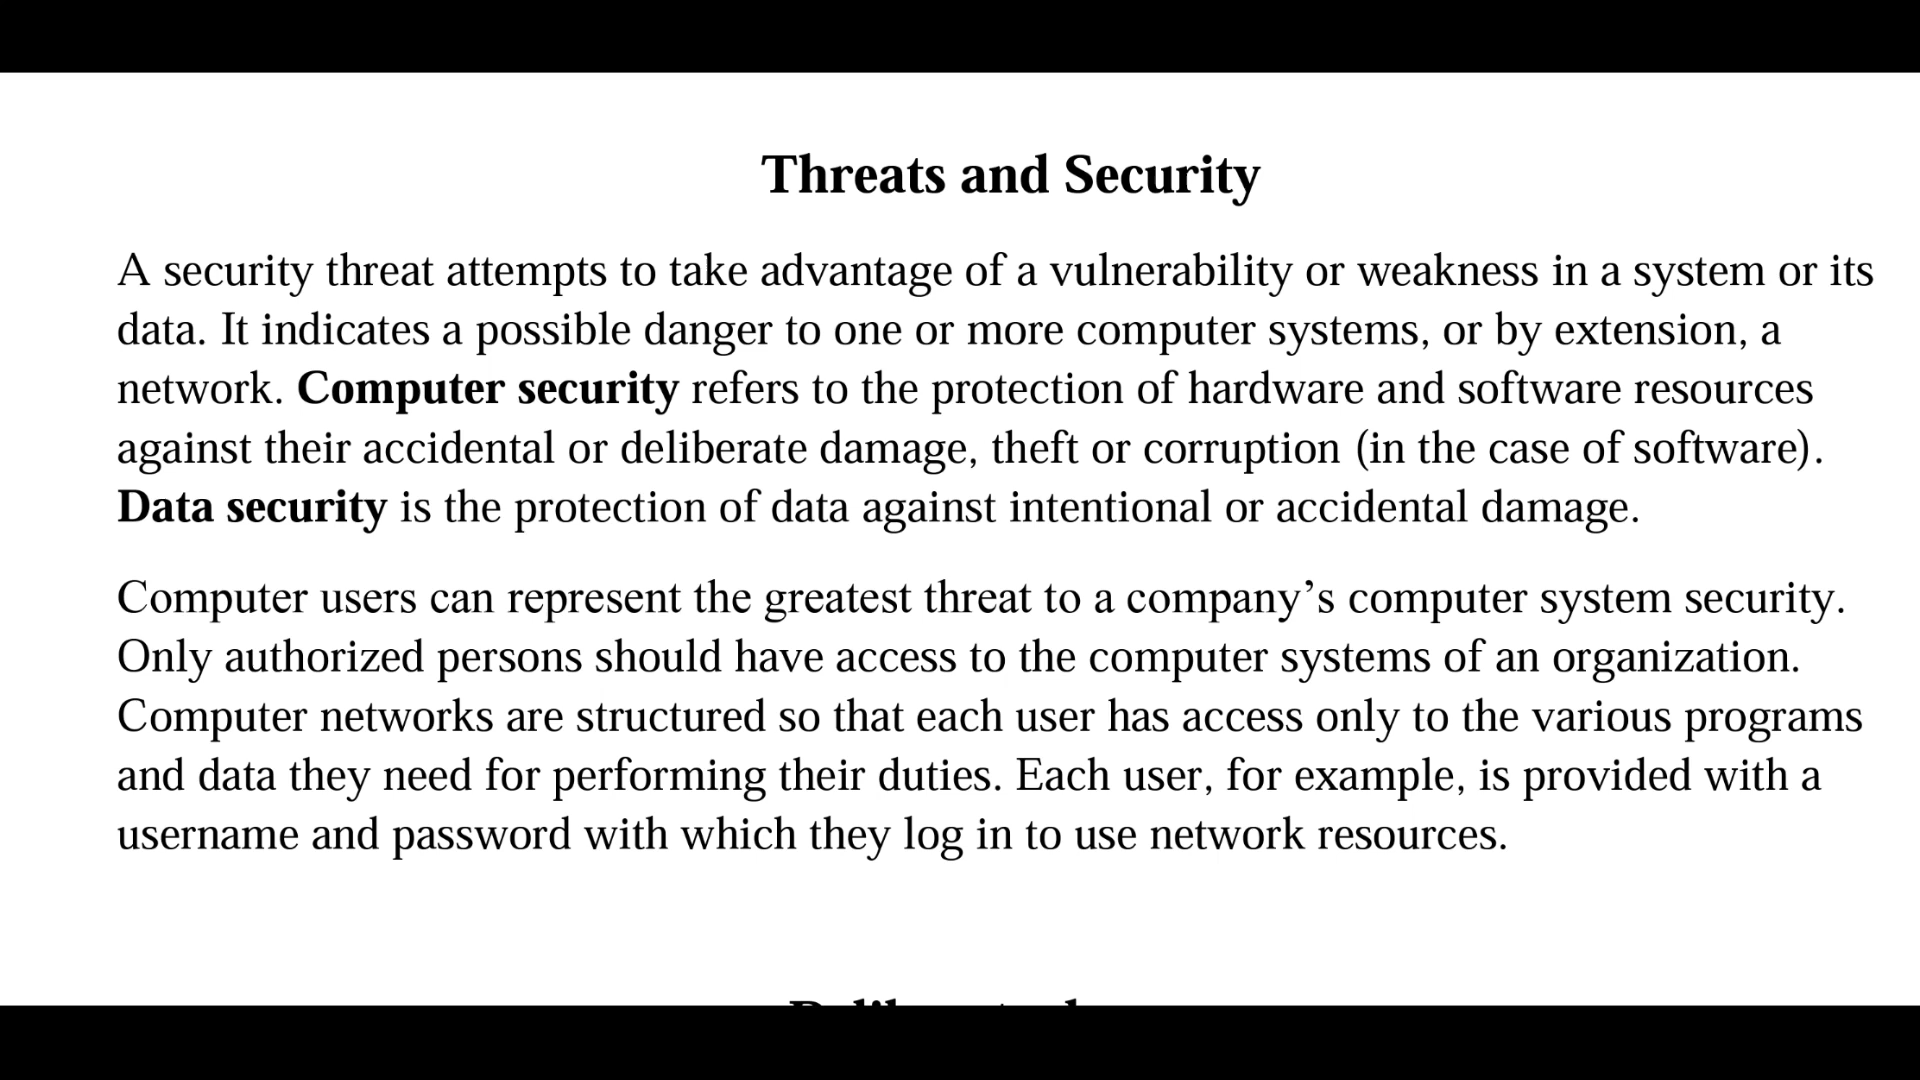 Threats and Security
A security threat attempts to take advantage of a vulnerability or weakness in a system or its
data. It indicates a possible danger to one or more computer systems, or by extension, a
network. Computer security refers to the protection of hardware and software resources
against their accidental or deliberate damage, theft or corruption (in the case of software).
Data security is the protection of data against intentional or accidental damage.
Computer users can represent the greatest threat to a company’s computer system security.
Only authorized persons should have access to the computer systems of an organization.
Computer networks are structured so that each user has access only to the various programs
and data they need for performing their duties. Each user, for example, is provided with a
username and password with which they log in to use network resources.